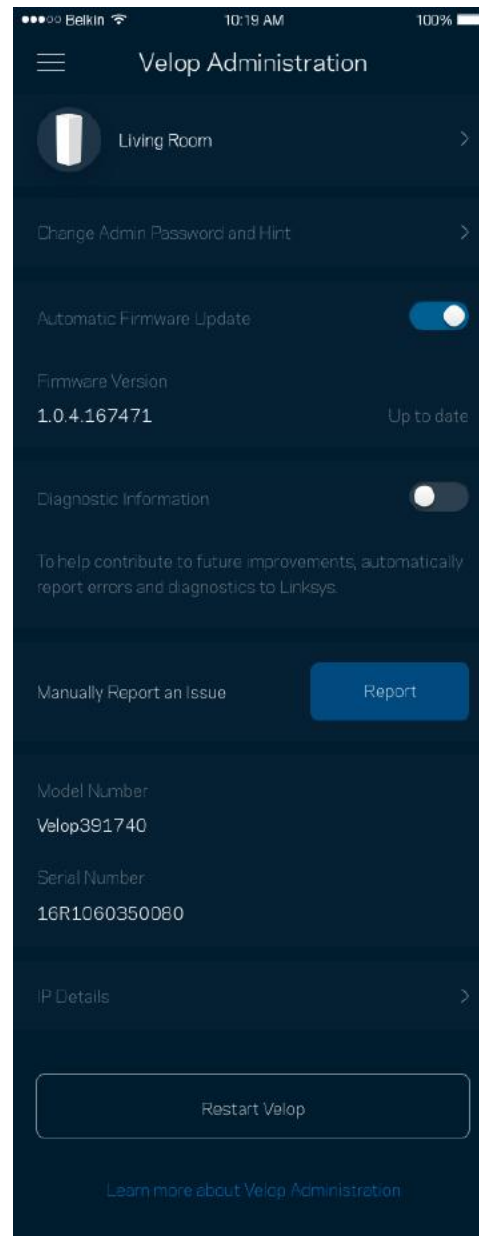 Belkin 10:19 AM 100%
Velop Administration
Living Room
Change Admin Password and Hint
Automatic Firmware Update
Firmware Version
1.0.4.167471 Up to date
Diagnostic Information
To help contribute to future improvements, automatically
report errors and diagnostics to Linksys.
Manually Report an Issue Report
Model Number
Velop391740
Serial Number
16R1060350080
IP Details
Restart Velop
Learn more about Velop Administration